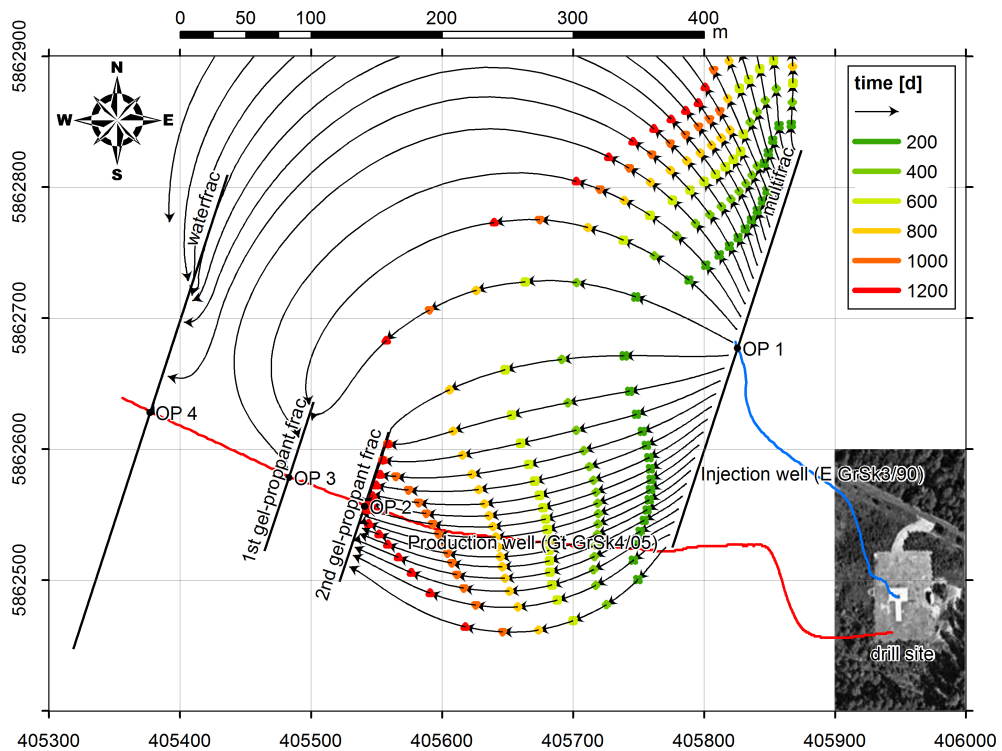 0 50 100 200 300 400
m
5862900
5862800
5862700
5862600
5862500
N
W E
S
time [d]
200
400
600
800
1000
1200
waterfrac
multifrac
OP 1
OP 4
OP 3
OP 2
1st gel-proppant frac
2nd gel-proppant frac
Injection well (E GrSk3/90)
Production well (Gt GrSk4/05)
drill site
405300 405400 405500 405600 405700 405800 405900 406000